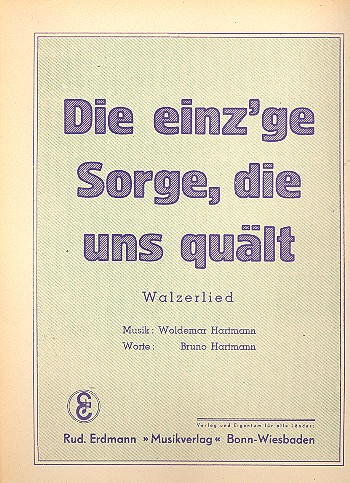 Die einz'ge
Sorge, die
uns quält
Walzerlied
Musik: Woldemar Hartmann
Worte: Bruno Hartmann
Verlag und Eigentum für alle Länder:
Rud. Erdmann »Musikverlag« Bonn-Wiesbaden